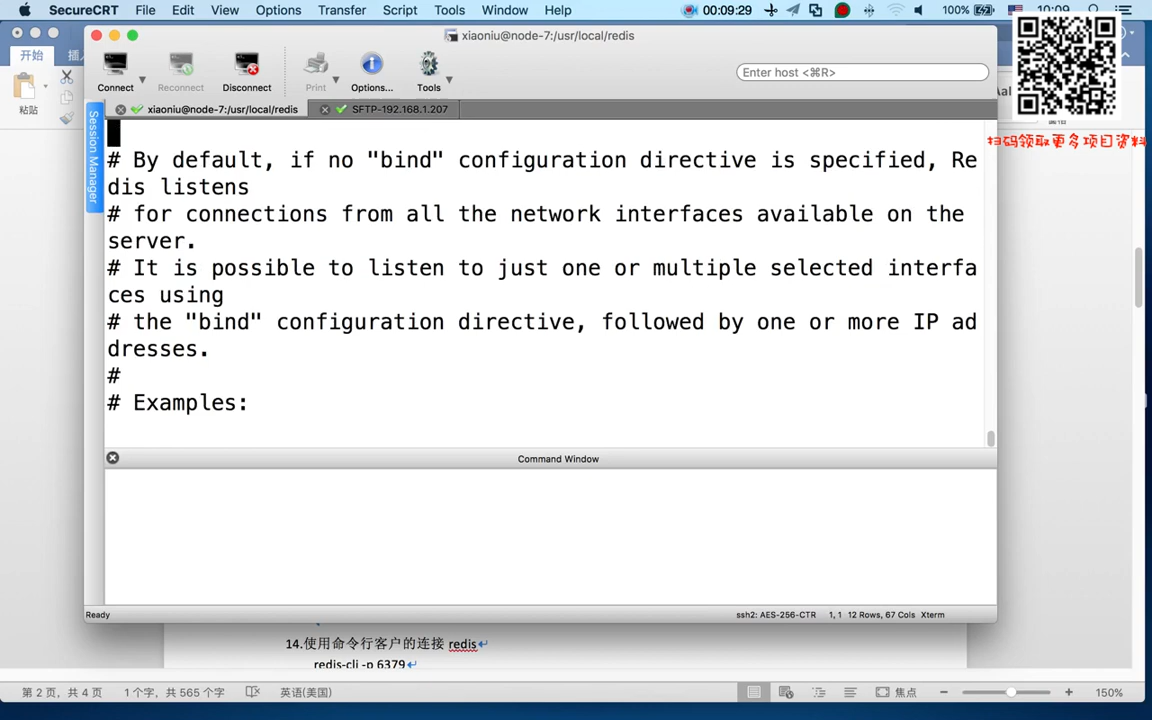 SecureCRT File Edit View Options Transfer Script Tools Window Help 00:09:29 100% 10:09
xiaoniu@node-7:/usr/local/redis
开始 插
Connect Reconnect Disconnect Print Options... Tools
Enter host <⌘R>
粘贴
xiaoniu@node-7:/usr/local/redis SFTP-192.168.1.207
扫码领取更多项目资料
Session Manager
# By default, if no "bind" configuration directive is specified, Re
dis listens
# for connections from all the network interfaces available on the
server.
# It is possible to listen to just one or multiple selected interfa
ces using
# the "bind" configuration directive, followed by one or more IP ad
dresses.
#
# Examples:
Command Window
Ready ssh2: AES-256-CTR 1, 1 12 Rows, 67 Cols Xterm
14.使用命令行客户的连接 redis
redis-cli -p 6379
第 2 页，共 4 页 1 个字，共 565 个字 英语(美国) 焦点 150%